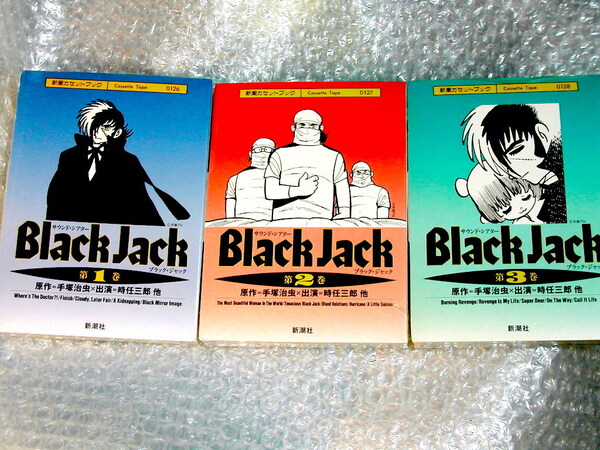 新潮カセットブック Cassette Tape 0126
©手塚プロ
サウンド・シアター
Black Jack
ブラック・ジャック
第1巻
原作=手塚治虫×出演=時任三郎 他
Where's The Doctor?!/Finish/Cloudy, Later Fair/A Kidnapping/Black Mirror Image
新潮社
新潮カセットブック Cassette Tape 0127
サウンド・シアター
Black Jack
ブラック・ジャック
第2巻
原作=手塚治虫×出演=時任三郎 他
The Most Beautiful Woman in The World/Tenacious Black Jack/Blood Relations/Hurricane/A Little Suicide
新潮社
新潮カセットブック Cassette Tape 0128
©手塚プロ
サウンド・シアター
Black Jack
ブラック・ジャック
第3巻
原作=手塚治虫×出演=時任三郎 他
Burning Revenge/Revenge Is My Life/Super Deer/On The Way/Call It Life
新潮社